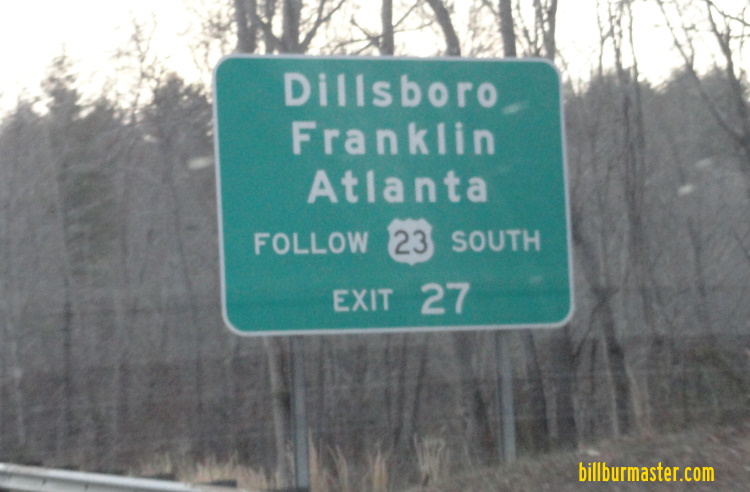 Dillsboro
Franklin
Atlanta
FOLLOW 23 SOUTH
EXIT 27
billburmaster.com